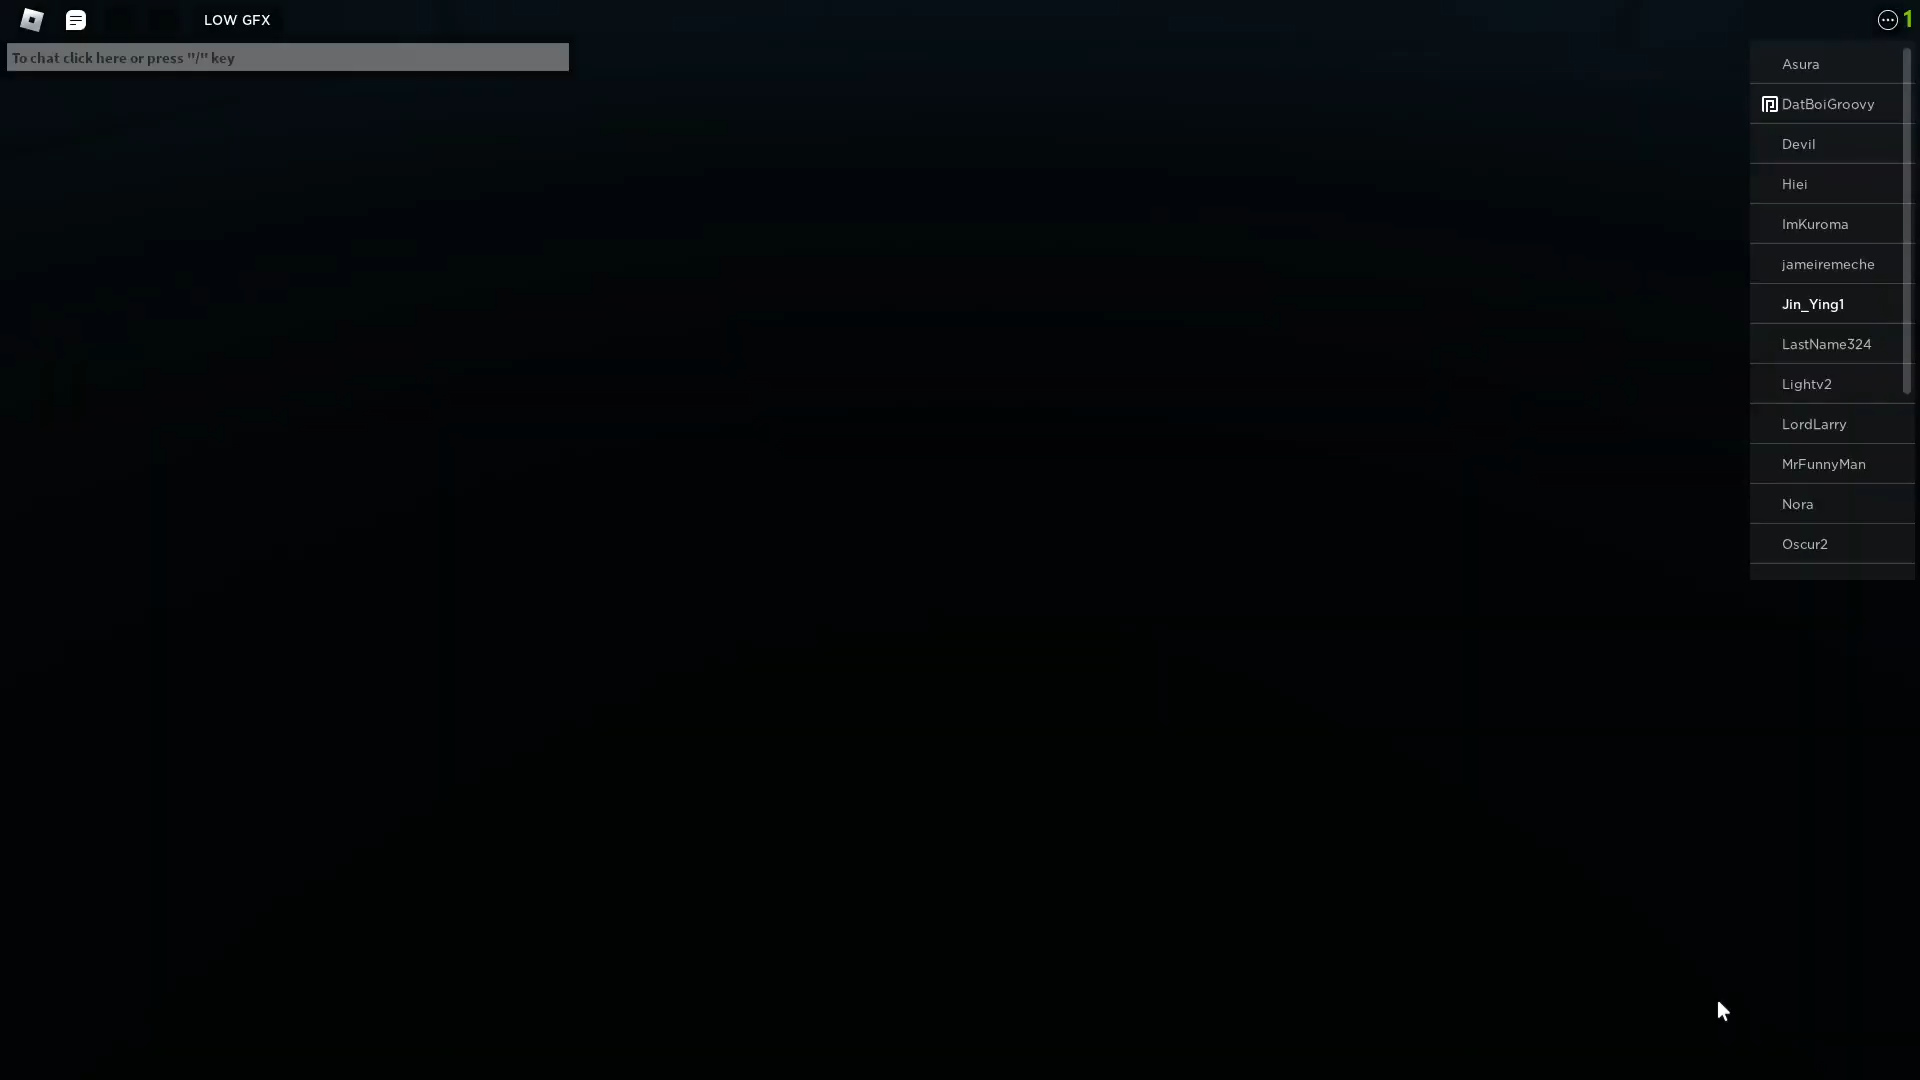 LOW GFX
1
To chat click here or press "/" key
Asura
DatBoiGroovy
Devil
Hiei
ImKuroma
jameiremeche
Jin_Ying1
LastName324
Lightv2
LordLarry
MrFunnyMan
Nora
Oscur2